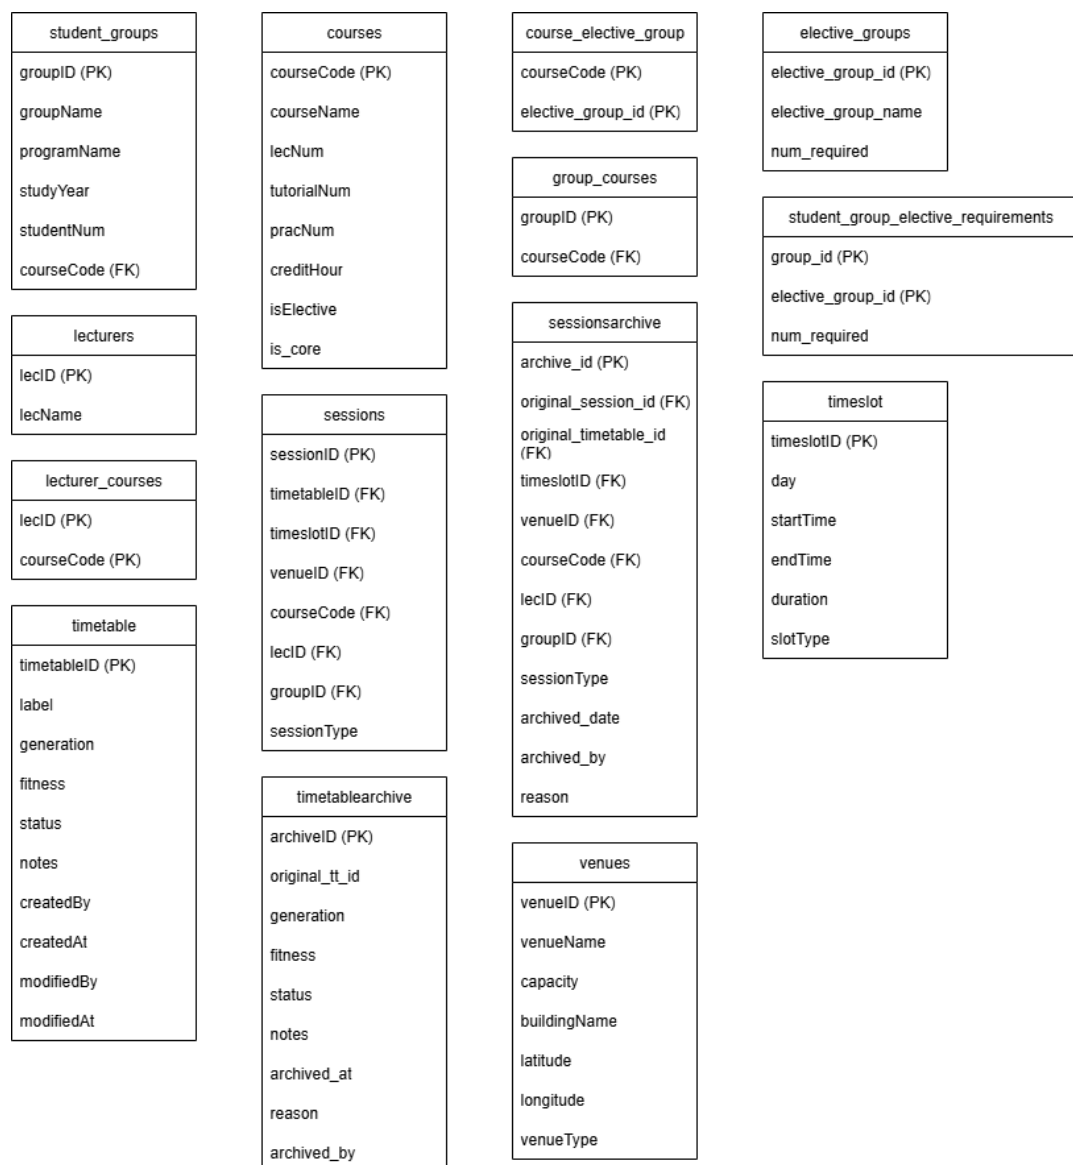 student_groups
groupID (PK)
groupName
programName
studyYear
studentNum
courseCode (FK)
lecturers
lecID (PK)
lecName
lecturer_courses
lecID (PK)
courseCode (PK)
timetable
timetableID (PK)
label
generation
fitness
status
notes
createdBy
createdAt
modifiedBy
modifiedAt
courses
courseCode (PK)
courseName
lecNum
tutorialNum
pracNum
creditHour
isElective
is_core
sessions
sessionID (PK)
timetableID (FK)
timeslotID (FK)
venueID (FK)
courseCode (FK)
lecID (FK)
groupID (FK)
sessionType
timetablearchive
archiveID (PK)
original_tt_id
generation
fitness
status
notes
archived_at
reason
archived_by
course_elective_group
courseCode (PK)
elective_group_id (PK)
group_courses
groupID (PK)
courseCode (FK)
sessionsarchive
archive_id (PK)
original_session_id (FK)
original_timetable_id
(FK)
timeslotID (FK)
venueID (FK)
courseCode (FK)
lecID (FK)
groupID (FK)
sessionType
archived_date
archived_by
reason
venues
venueID (PK)
venueName
capacity
buildingName
latitude
longitude
venueType
elective_groups
elective_group_id (PK)
elective_group_name
num_required
student_group_elective_requirements
group_id (PK)
elective_group_id (PK)
num_required
timeslot
timeslotID (PK)
day
startTime
endTime
duration
slotType